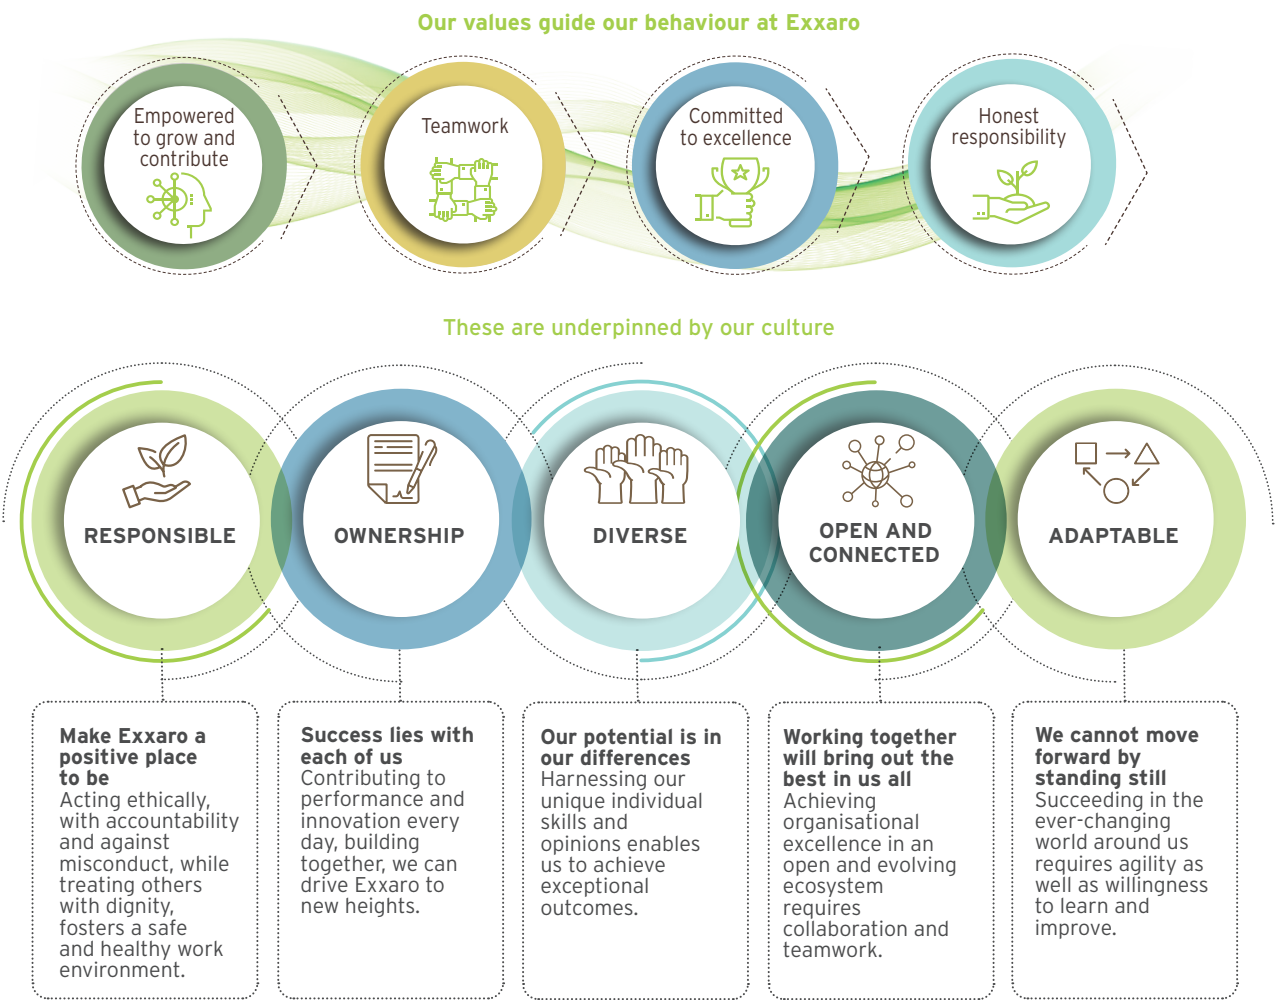 Our values guide our behaviour at Exxaro
Empowered
to grow and
contribute
Teamwork
Committed
to excellence
Honest
responsibility
These are underpinned by our culture
RESPONSIBLE
OWNERSHIP
DIVERSE
OPEN AND
CONNECTED
ADAPTABLE
Make Exxaro a
positive place
to be
Acting ethically,
with accountability
and against
misconduct, while
treating others
with dignity,
fosters a safe
and healthy work
environment.
Success lies with
each of us
Contributing to
performance and
innovation every
day, building
together, we can
drive Exxaro to
new heights.
Our potential is in
our differences
Harnessing our
unique individual
skills and
opinions enables
us to achieve
exceptional
outcomes.
Working together
will bring out the
best in us all
Achieving
organisational
excellence in an
open and evolving
ecosystem
requires
collaboration and
teamwork.
We cannot move
forward by
standing still
Succeeding in the
ever-changing
world around us
requires agility as
well as willingness
to learn and
improve.